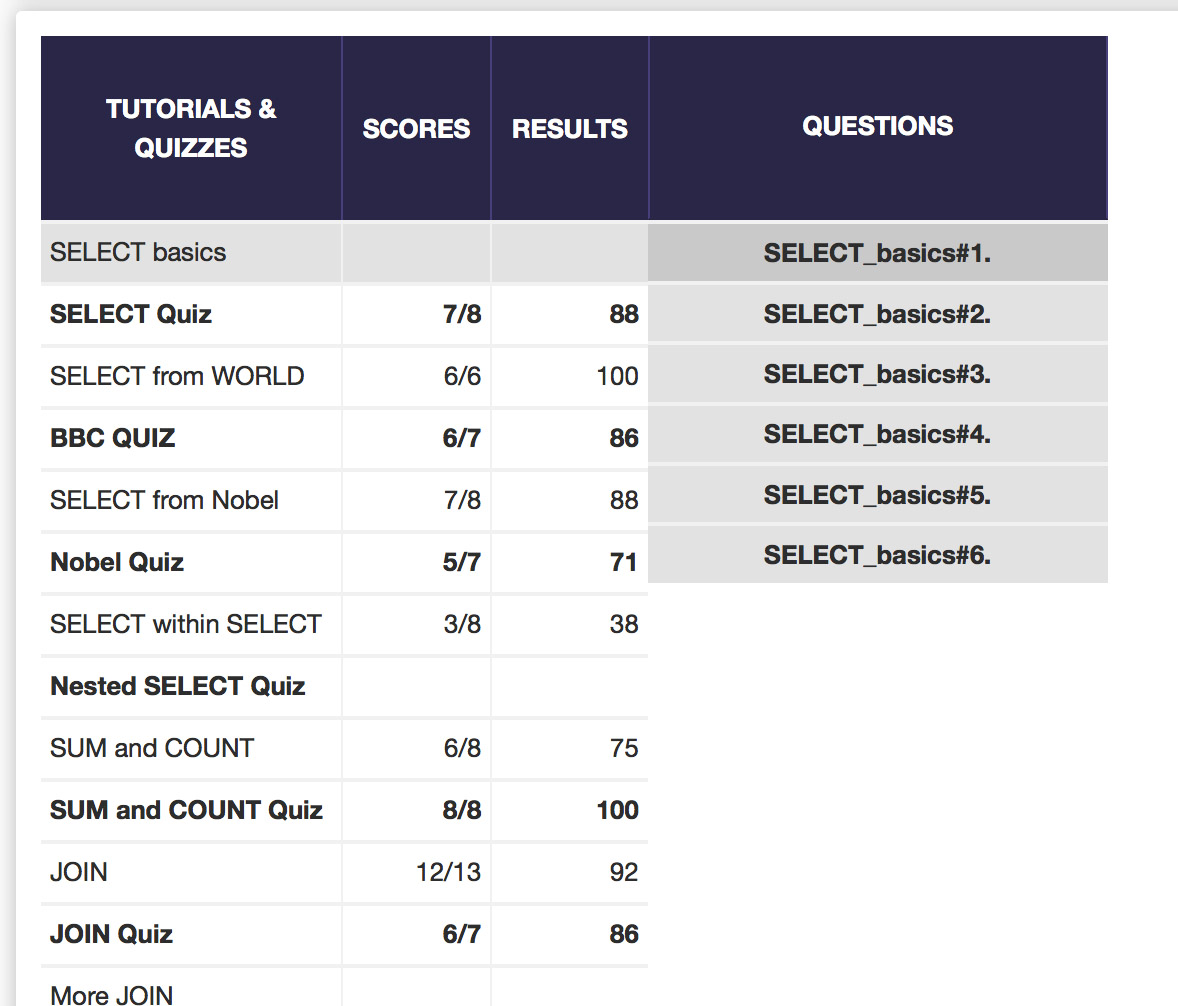 TUTORIALS &
QUIZZES
SCORES
RESULTS
QUESTIONS
SELECT basics
SELECT_basics#1.
SELECT Quiz 7/8 88
SELECT_basics#2.
SELECT from WORLD 6/6 100
SELECT_basics#3.
BBC QUIZ 6/7 86
SELECT_basics#4.
SELECT from Nobel 7/8 88
SELECT_basics#5.
Nobel Quiz 5/7 71
SELECT_basics#6.
SELECT within SELECT 3/8 38
Nested SELECT Quiz
SUM and COUNT 6/8 75
SUM and COUNT Quiz 8/8 100
JOIN 12/13 92
JOIN Quiz 6/7 86
More JOIN